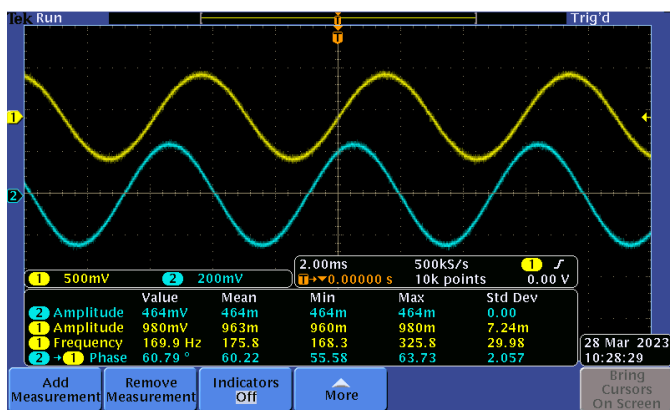 Tek Run Trig'd
T
T
1
2
2.00ms 500kS/s 1 ʃ
1 500mV 2 200mV T→▼0.00000 s 10k points 0.00 V
Value Mean Min Max Std Dev
2 Amplitude 464mV 464m 464m 464m 0.00
1 Amplitude 980mV 963m 960m 980m 7.24m
1 Frequency 169.9 Hz 175.8 168.3 325.8 29.98
2 →1 Phase 60.79 ° 60.22 55.58 63.73 2.057
28 Mar 2023
10:28:29
Add Measurement
Remove Measurement
Indicators Off
More
Bring Cursors On Screen